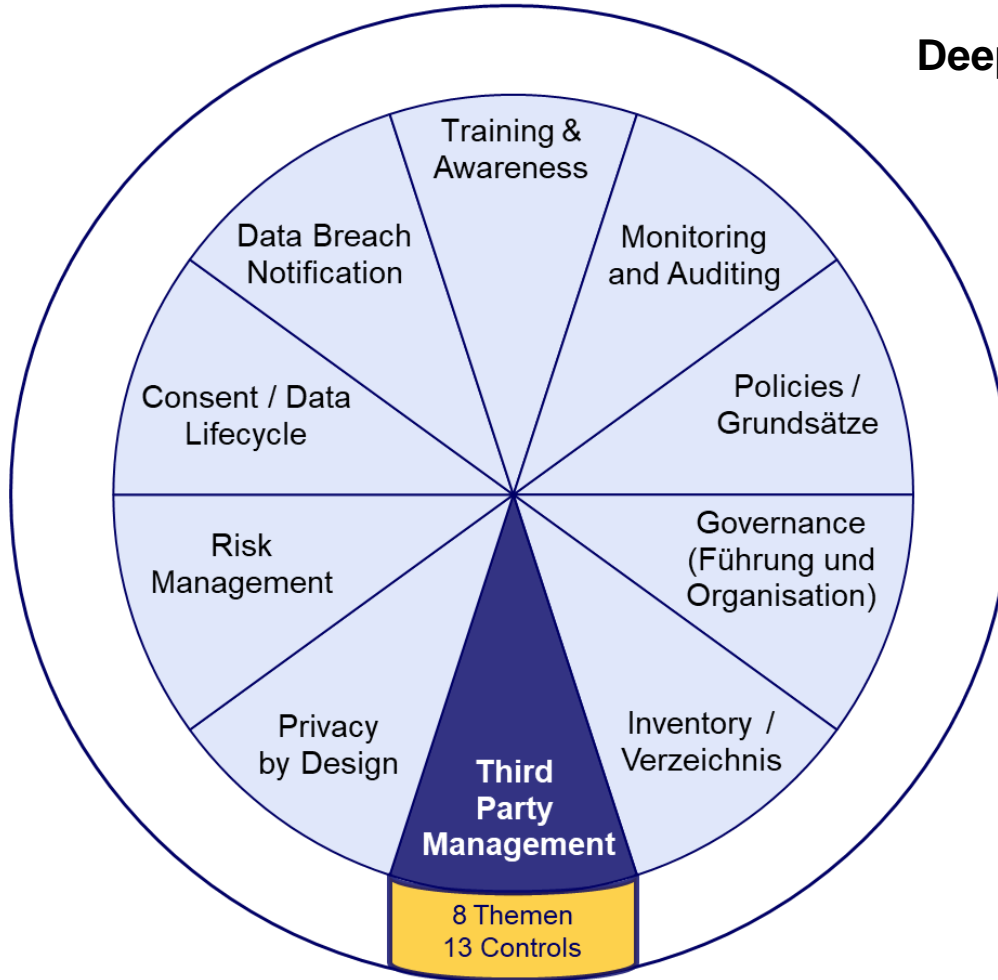 Deep
Training &
Awareness
Monitoring
and Auditing
Policies /
Grundsätze
Governance
(Führung und
Organisation)
Inventory /
Verzeichnis
Third
Party
Management
8 Themen
13 Controls
Privacy
by Design
Risk
Management
Consent / Data
Lifecycle
Data Breach
Notification